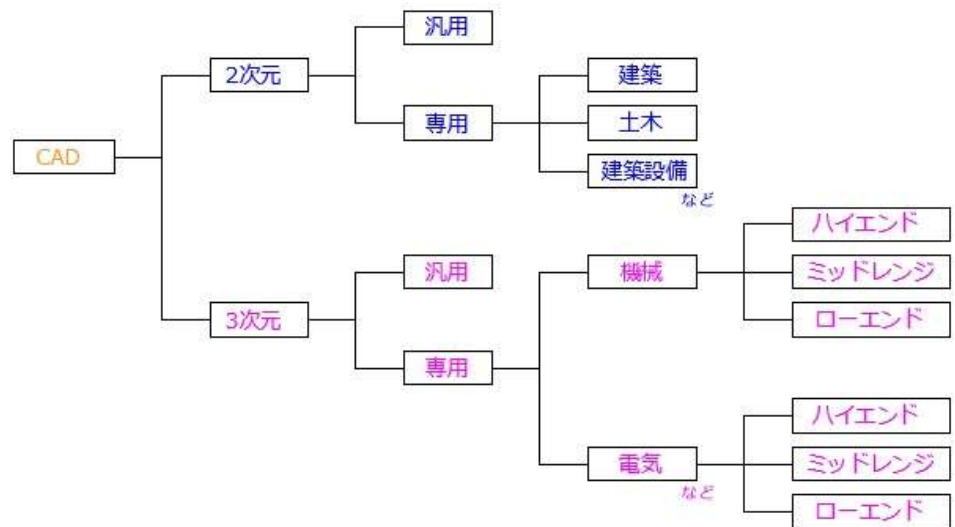 CAD
2次元
汎用
専用
建築
土木
建築設備
など
3次元
汎用
専用
機械
ハイエンド
ミッドレンジ
ローエンド
電気
など
ハイエンド
ミッドレンジ
ローエンド